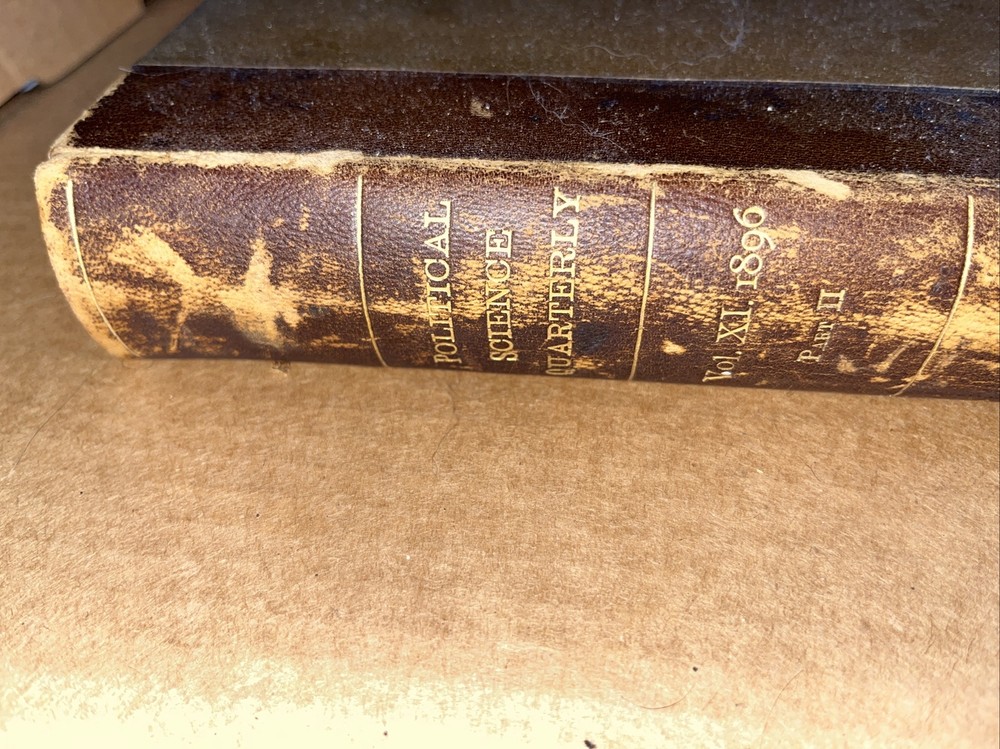 POLITICAL
SCIENCE
QUARTERLY
Vol. XI. 1896
PART II